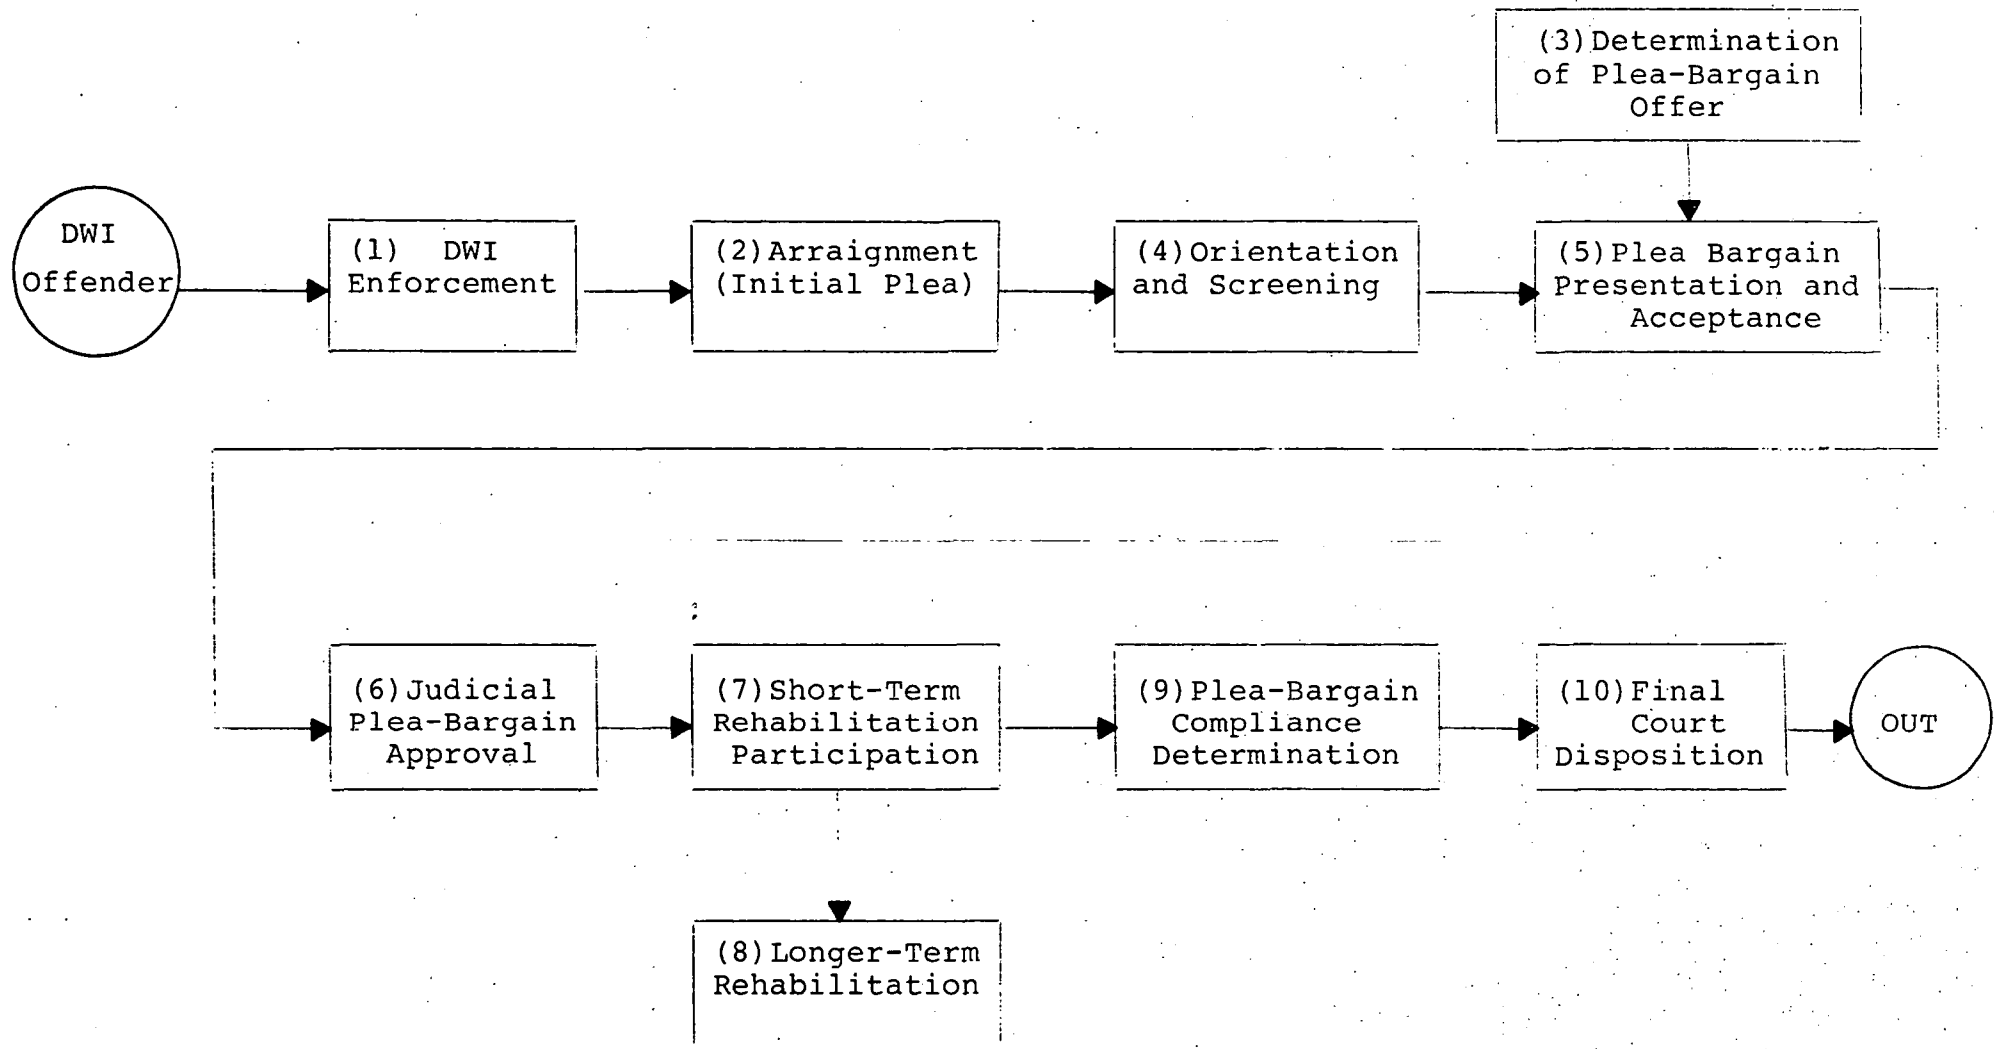 (3)Determination
of Plea-Bargain
Offer
DWI
Offender
(1) DWI
Enforcement
(2)Arraignment
(Initial Plea)
(4)Orientation
and Screening
(5)Plea Bargain
Presentation and
Acceptance
(6)Judicial
Plea-Bargain
Approval
(7)Short-Term
Rehabilitation
Participation
(9)Plea-Bargain
Compliance
Determination
(10)Final
Court
Disposition
OUT
(8)Longer-Term
Rehabilitation